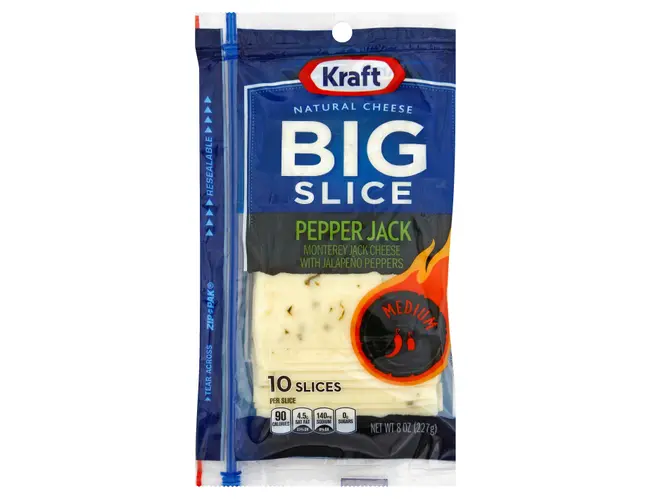 Kraft
NATURAL CHEESE
BIG
SLICE
PEPPER JACK
MONTEREY JACK CHEESE
WITH JALAPEÑO PEPPERS
MEDIUM
10 SLICES
PER SLICE
90
CALORIES
4.5g
SAT FAT
140mg
SODIUM
0g
SUGARS
NET WT 8 OZ (227g)
TEAR ACROSS ZIP PAK® RESEALABLE